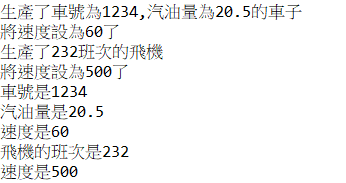 生產了車號為1234,汽油量為20.5的車子
將速度設為60了
生產了232班次的飛機
將速度設為500了
車號是1234
汽油量是20.5
速度是60
飛機的班次是232
速度是500